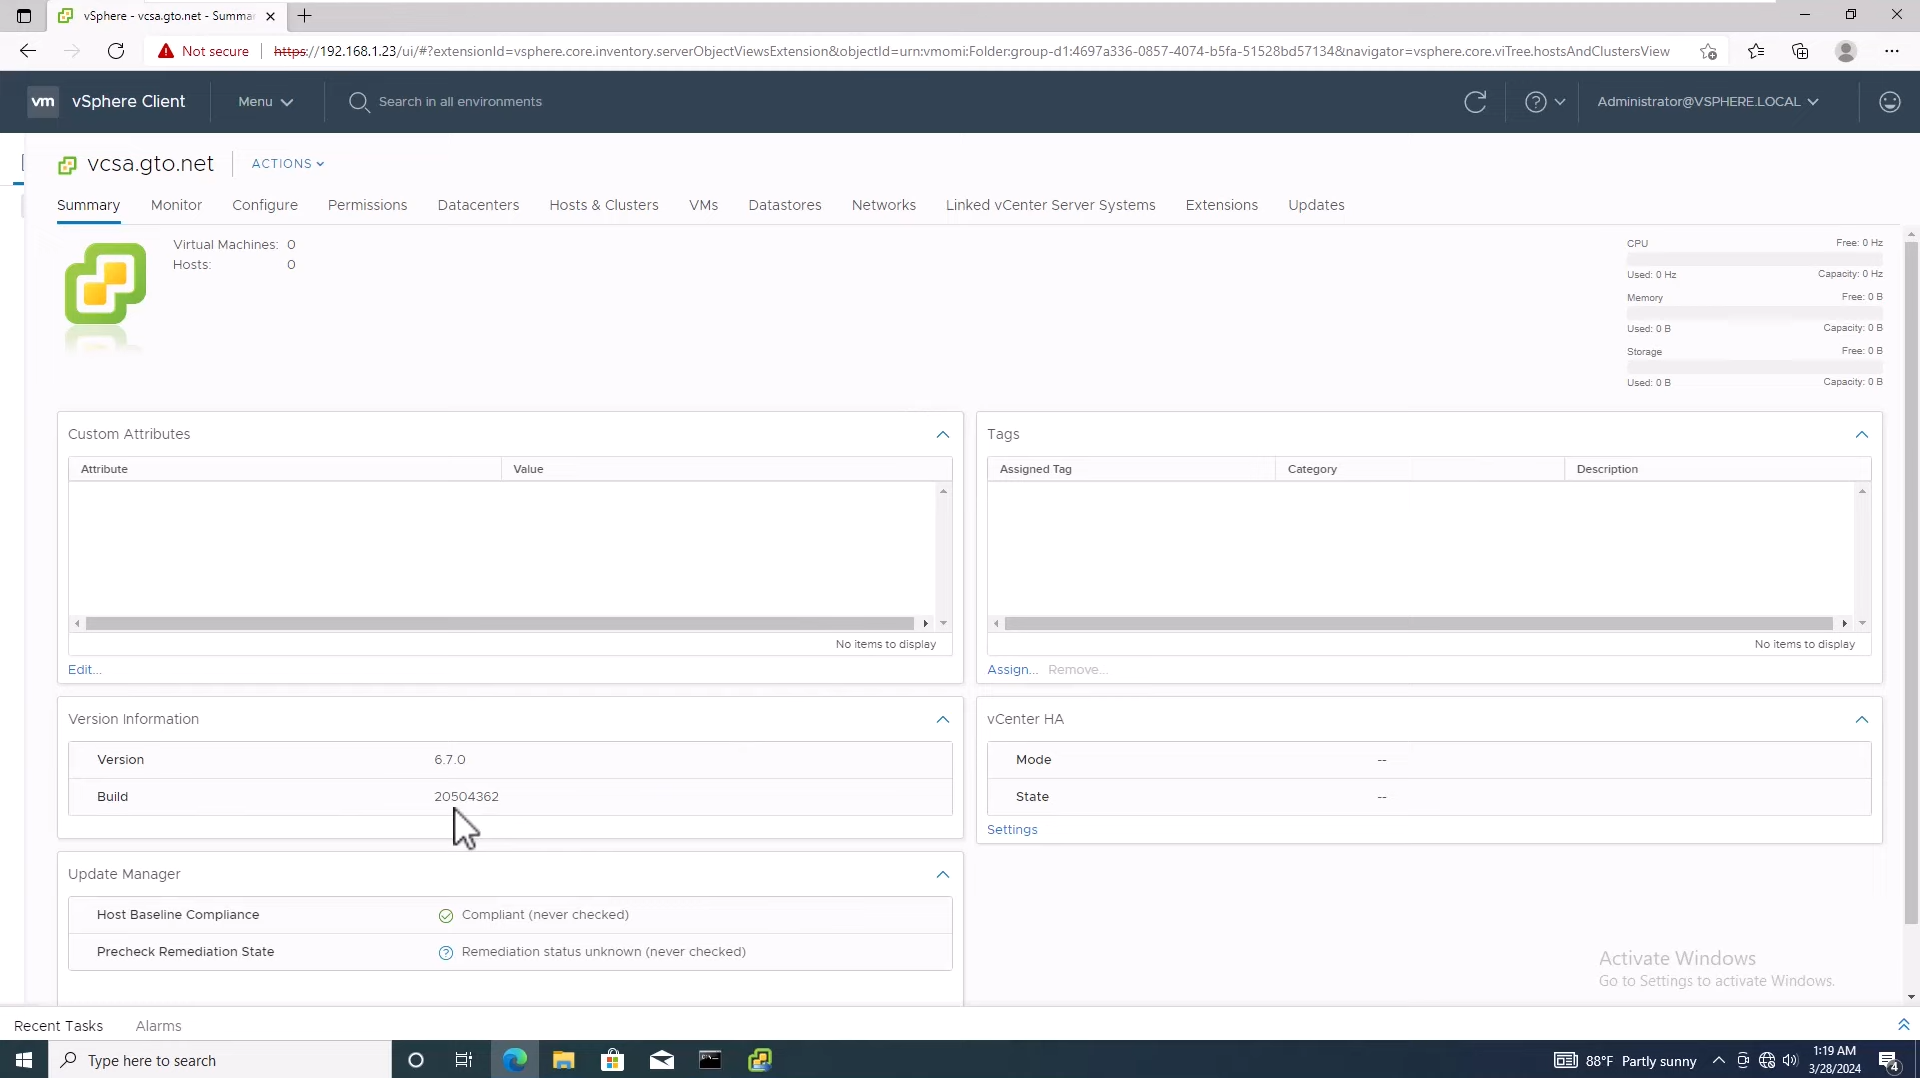 vSphere - vcsa.gto.net - Summar
Not secure https://192.168.1.23/ui/#?extensionId=vsphere.core.inventory.serverObjectViewsExtension&objectId=urn:vmomi:Folder:group-d1:4697a336-0857-4074-b5fa-51528bd57134&navigator=vsphere.core.viTree.hostsAndClustersView
vm vSphere Client Menu Search in all environments Administrator@VSPHERE.LOCAL
vcsa.gto.net ACTIONS
Summary Monitor Configure Permissions Datacenters Hosts & Clusters VMs Datastores Networks Linked vCenter Server Systems Extensions Updates
Virtual Machines: 0
Hosts: 0
CPU Free: 0 Hz
Used: 0 Hz Capacity: 0 Hz
Memory Free: 0 B
Used: 0 B Capacity: 0 B
Storage Free: 0 B
Used: 0 B Capacity: 0 B
Custom Attributes
Attribute Value
No items to display
Edit...
Tags
Assigned Tag Category Description
No items to display
Assign... Remove...
Version Information
Version 6.7.0
Build 20504362
vCenter HA
Mode --
State --
Settings
Update Manager
Host Baseline Compliance Compliant (never checked)
Precheck Remediation State Remediation status unknown (never checked)
Activate Windows
Go to Settings to activate Windows.
Recent Tasks Alarms
Type here to search
88°F Partly sunny
1:19 AM
3/28/2024
4